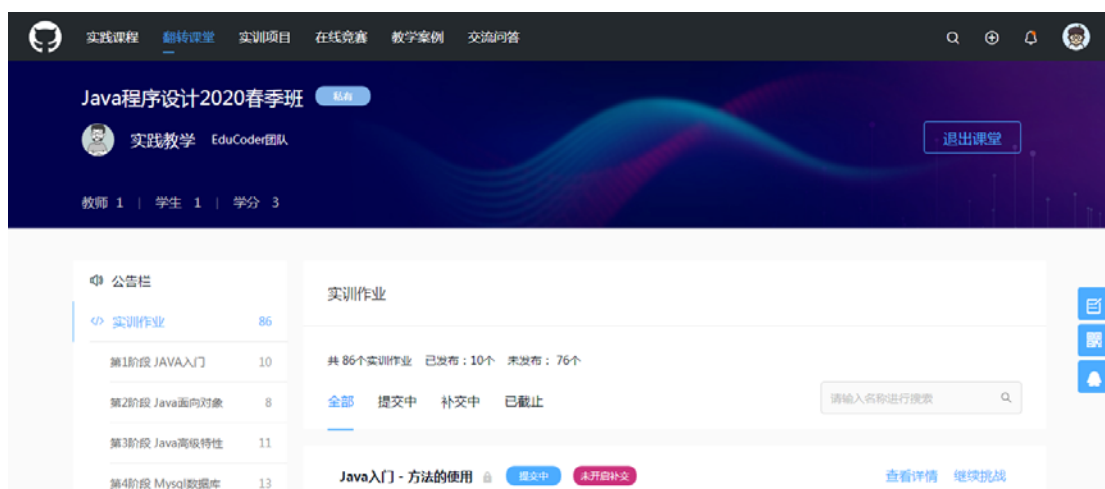 实践课程 翻转课堂 实训项目 在线竞赛 教学案例 交流问答
Java程序设计2020春季班 私有
实践教学 EduCoder团队
退出课堂
教师 1 | 学生 1 | 学分 3
公告栏
实训作业 86
第1阶段 JAVA入门 10
第2阶段 Java面向对象 8
第3阶段 Java高级特性 11
第4阶段 Mysql数据库 13
实训作业
共 86个实训作业 已发布：10个 未发布：76个
全部 提交中 补交中 已截止
请输入名称进行搜索
Java入门 - 方法的使用 提交中 未开启补交
查看详情 继续挑战